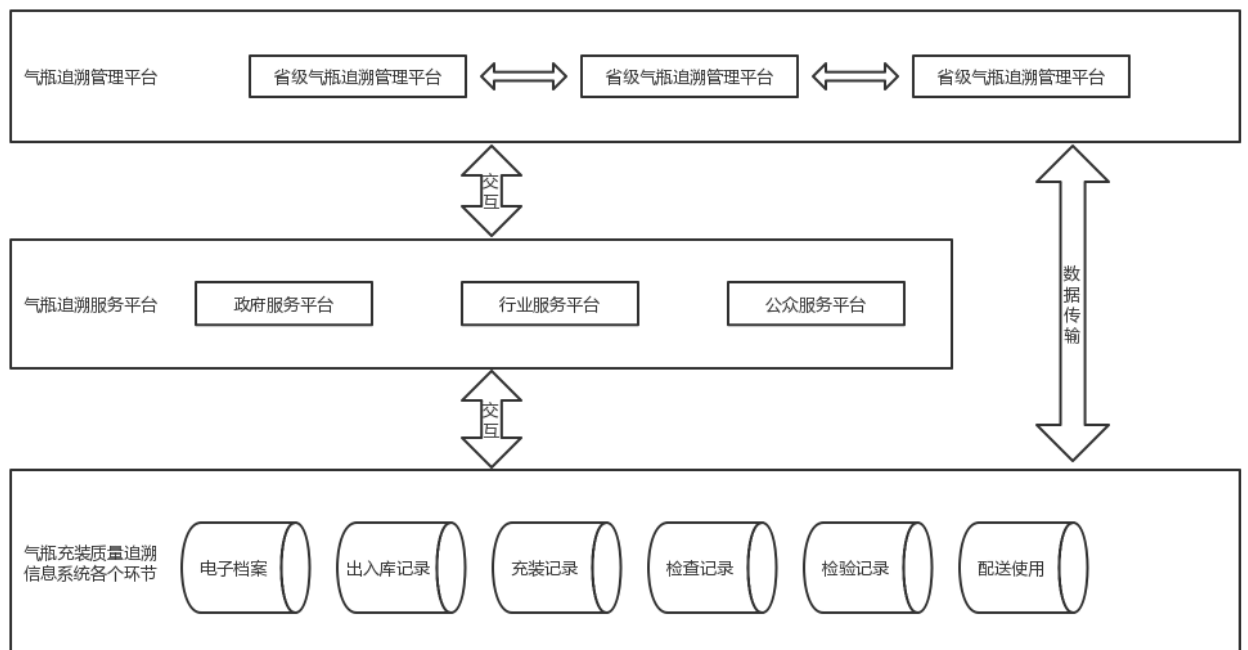 气瓶追溯管理平台
省级气瓶追溯管理平台
省级气瓶追溯管理平台
省级气瓶追溯管理平台
交
互
数
据
传
输
气瓶追溯服务平台
政府服务平台
行业服务平台
公众服务平台
交
互
气瓶充装质量追溯
信息系统各个环节
电子档案
出入库记录
充装记录
检查记录
检验记录
配送使用